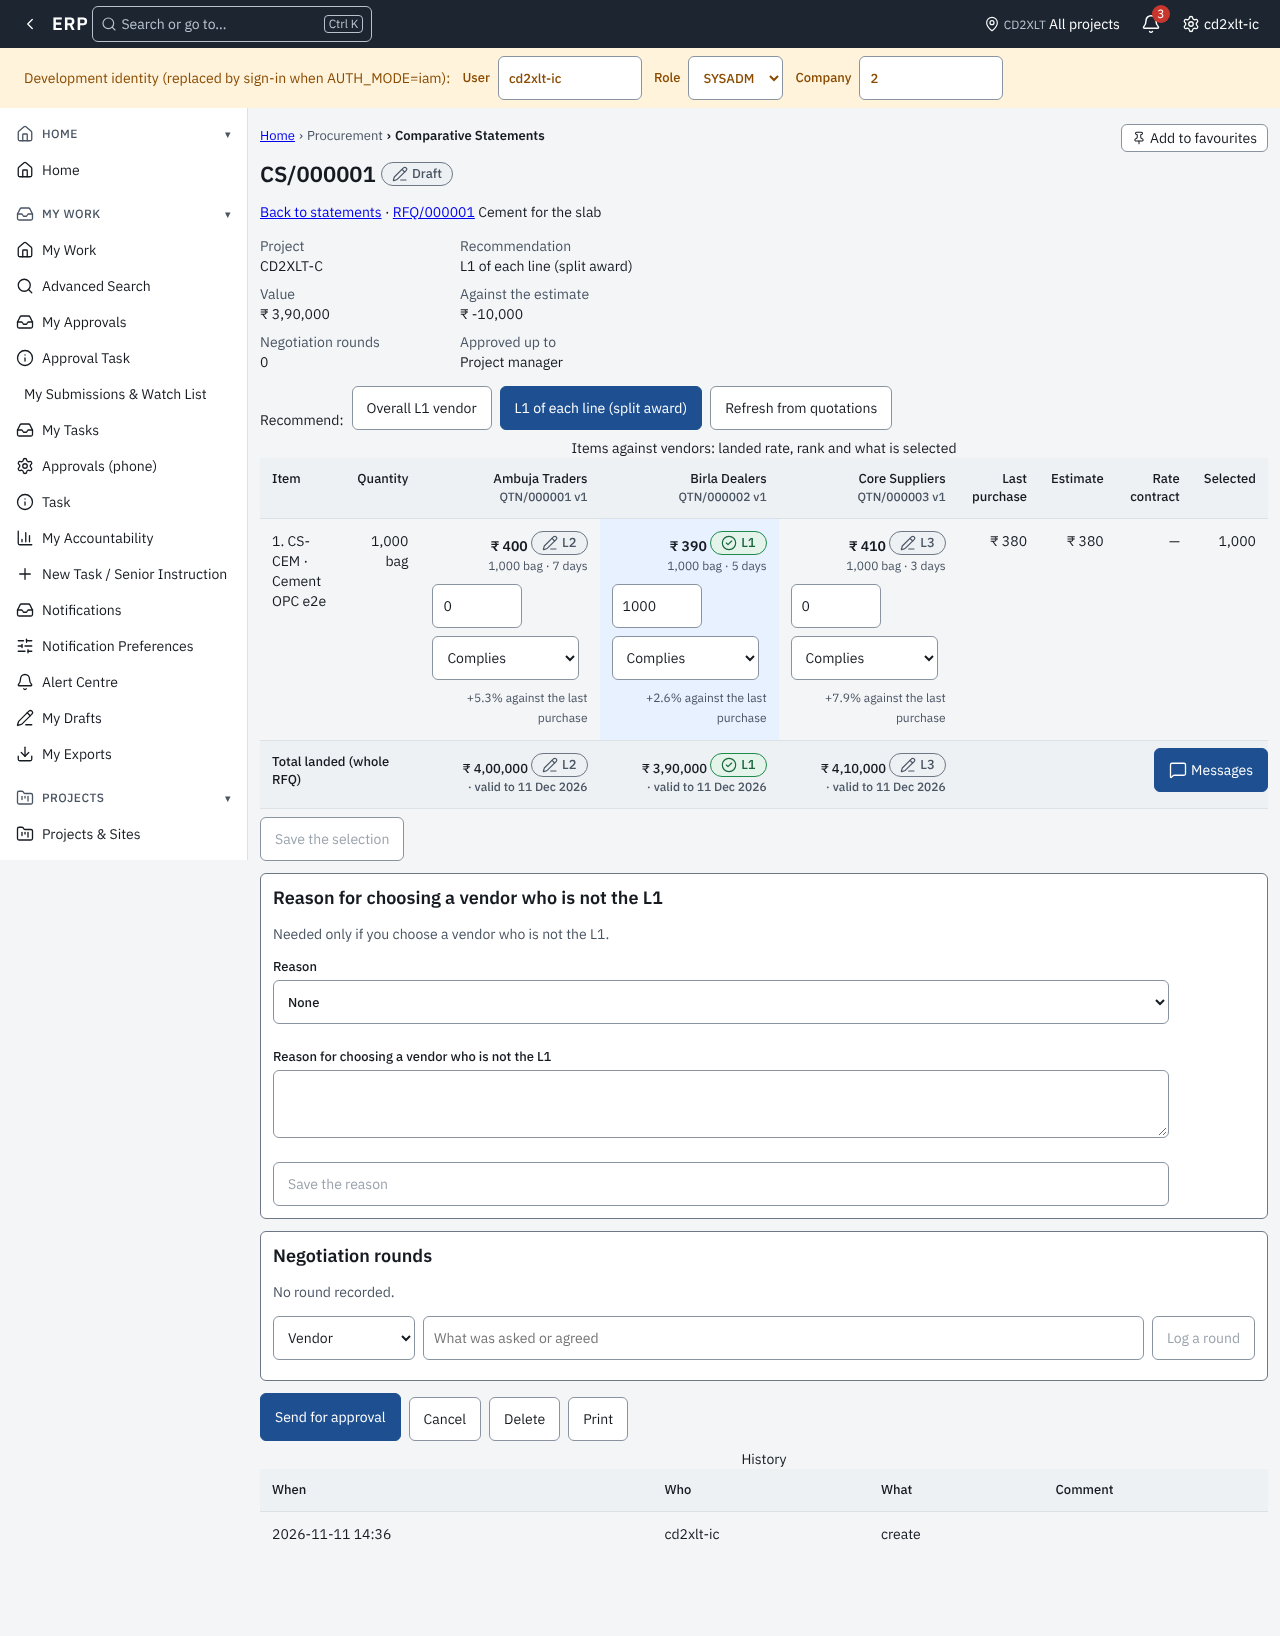 ERP
Search or go to...
Ctrl K
CD2XLT All projects
3
cd2xlt-ic
Development identity (replaced by sign-in when AUTH_MODE=iam):
User
cd2xlt-ic
Role
SYSADM
Company
2
HOME
Home
MY WORK
My Work
Advanced Search
My Approvals
Approval Task
My Submissions & Watch List
My Tasks
Approvals (phone)
Task
My Accountability
New Task / Senior Instruction
Notifications
Notification Preferences
Alert Centre
My Drafts
My Exports
PROJECTS
Projects & Sites
Home › Procurement › Comparative Statements
Add to favourites
CS/000001
Draft
Back to statements · RFQ/000001 Cement for the slab
Project
CD2XLT-C
Recommendation
L1 of each line (split award)
Value
₹ 3,90,000
Against the estimate
₹ -10,000
Negotiation rounds
0
Approved up to
Project manager
Recommend:
Overall L1 vendor
L1 of each line (split award)
Refresh from quotations
Items against vendors: landed rate, rank and what is selected
Item
Quantity
Ambuja Traders
QTN/000001 v1
Birla Dealers
QTN/000002 v1
Core Suppliers
QTN/000003 v1
Last
purchase
Estimate
Rate
contract
Selected
1. CS-
CEM ·
Cement
OPC e2e
1,000
bag
₹ 400 L2
1,000 bag · 7 days
0
Complies
+5.3% against the last
purchase
₹ 390 L1
1,000 bag · 5 days
1000
Complies
+2.6% against the last
purchase
₹ 410 L3
1,000 bag · 3 days
0
Complies
+7.9% against the last
purchase
₹ 380
₹ 380
—
1,000
Total landed (whole
RFQ)
₹ 4,00,000 L2
· valid to 11 Dec 2026
₹ 3,90,000 L1
· valid to 11 Dec 2026
₹ 4,10,000 L3
· valid to 11 Dec 2026
Messages
Save the selection
Reason for choosing a vendor who is not the L1
Needed only if you choose a vendor who is not the L1.
Reason
None
Reason for choosing a vendor who is not the L1
Save the reason
Negotiation rounds
No round recorded.
Vendor
What was asked or agreed
Log a round
Send for approval
Cancel
Delete
Print
History
When
Who
What
Comment
2026-11-11 14:36
cd2xlt-ic
create